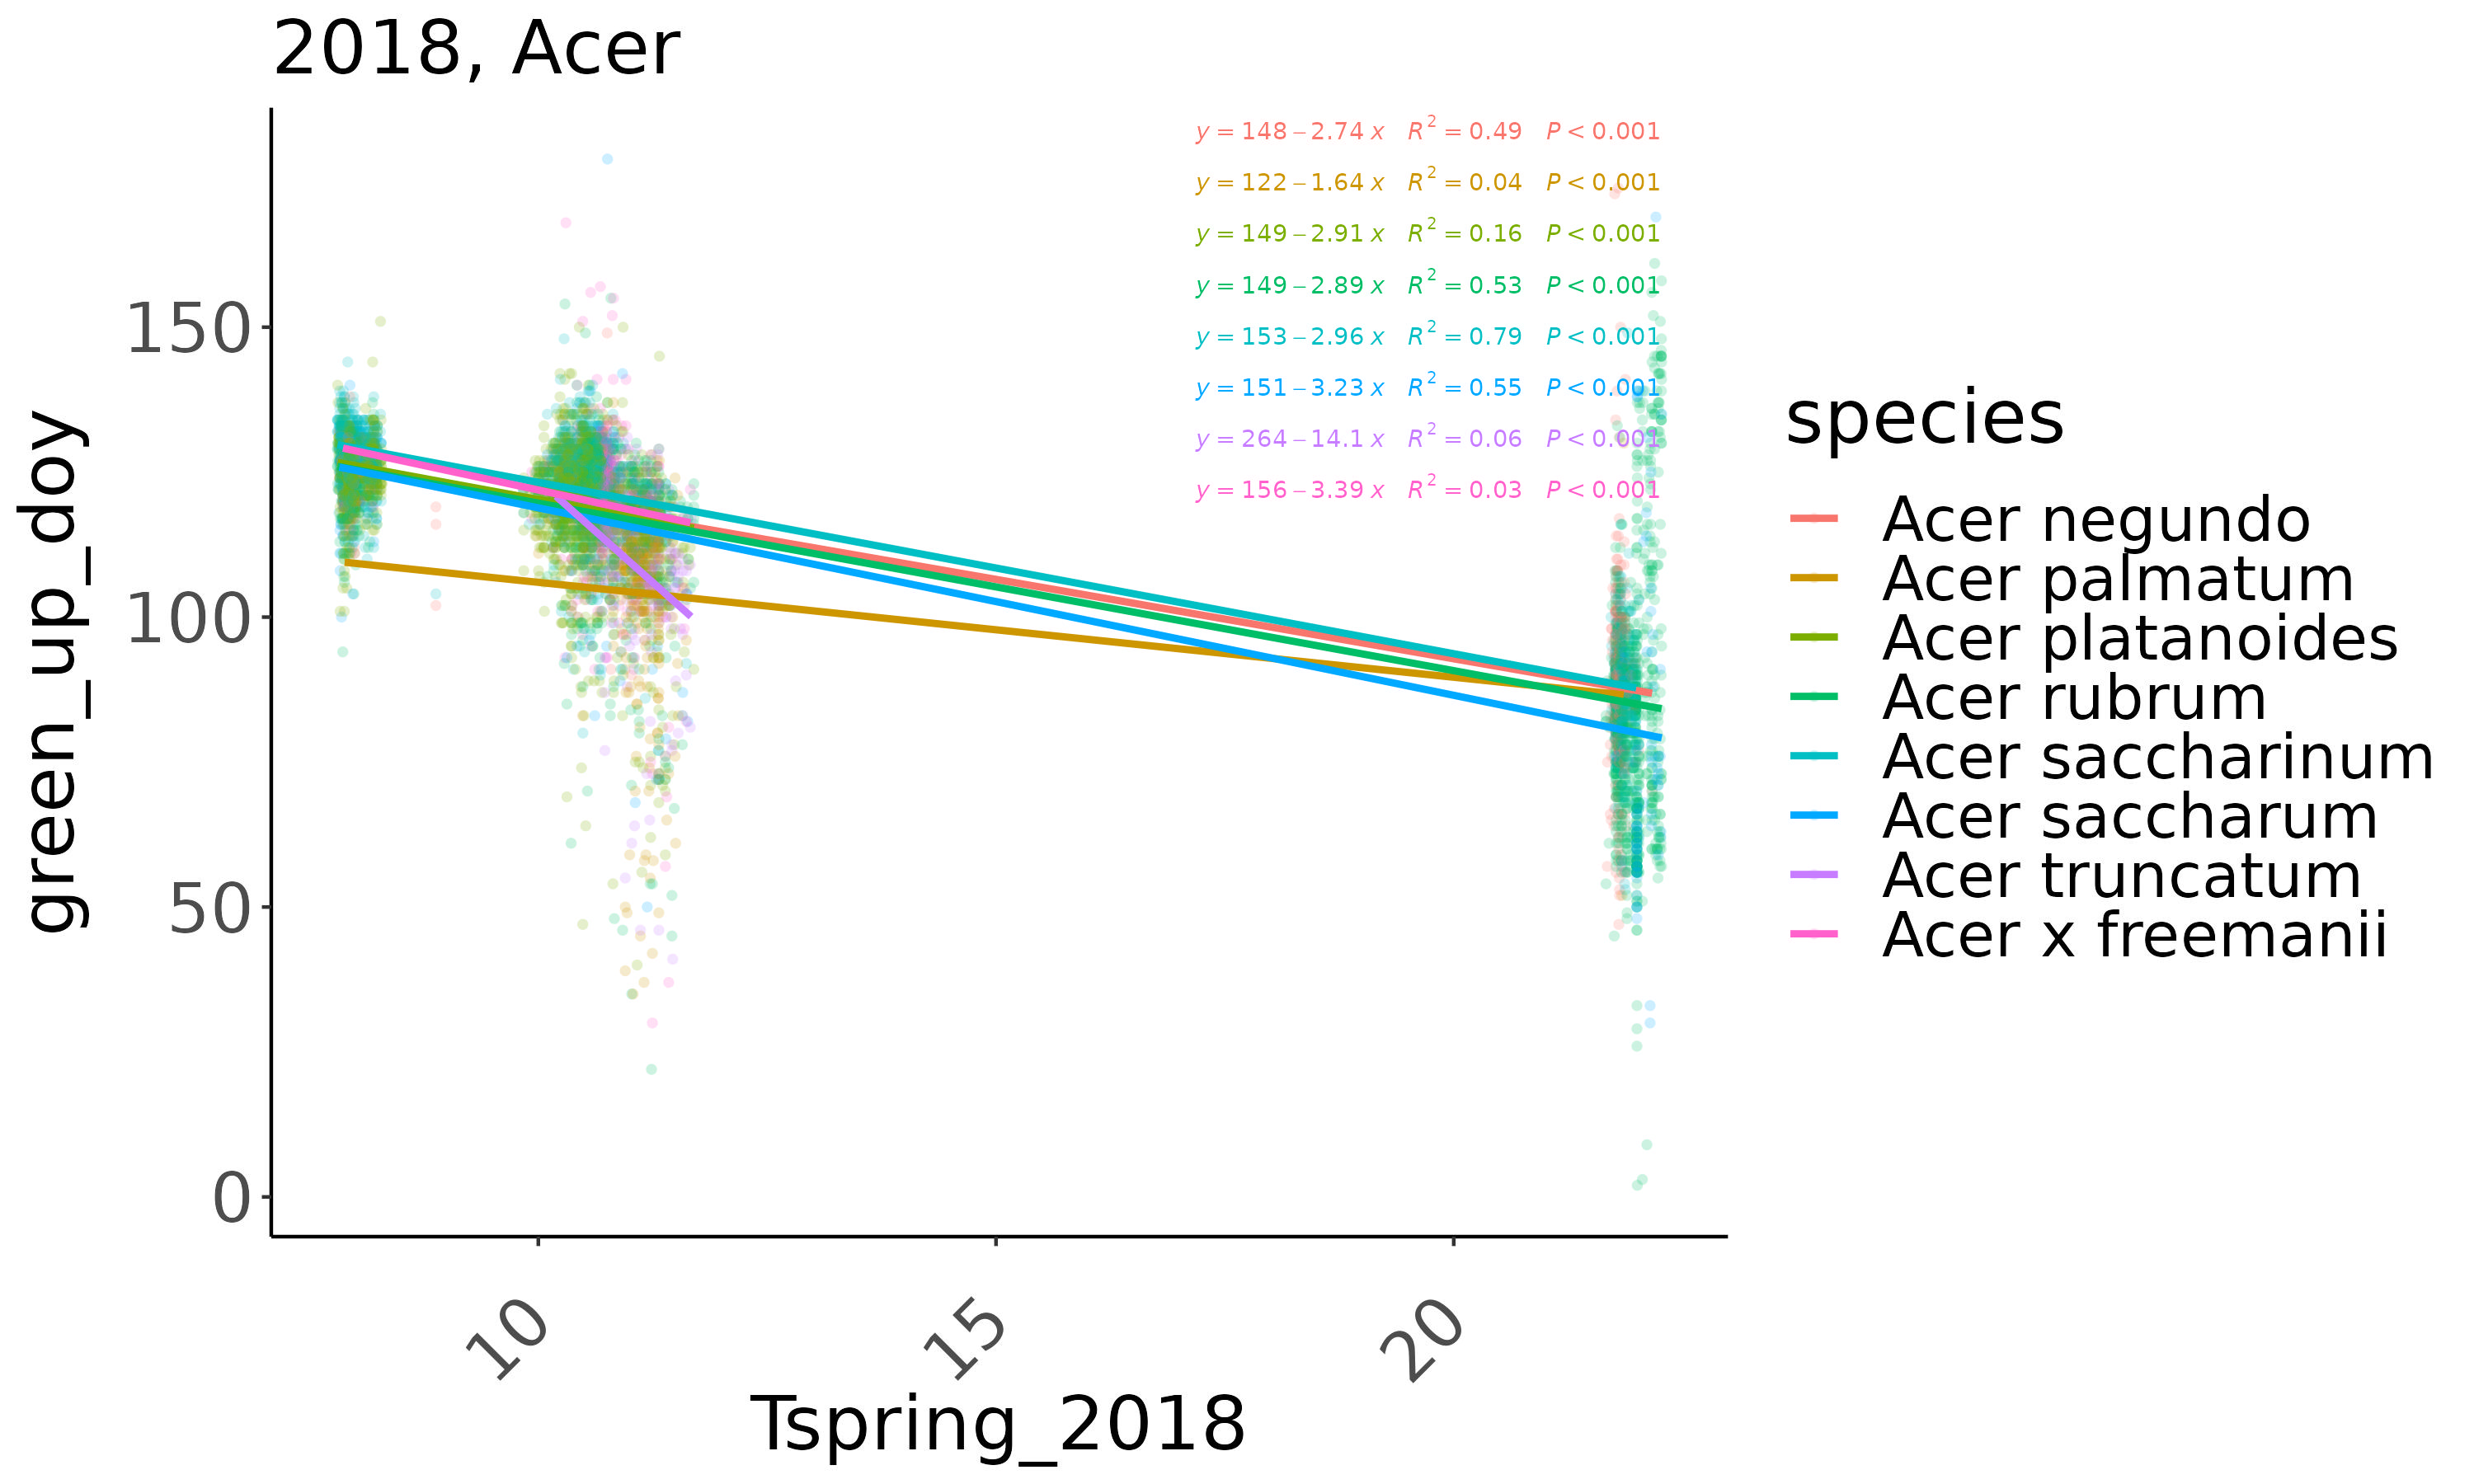 2018, Acer
y = 148 − 2.74 x R² = 0.49 P < 0.001
y = 122 − 1.64 x R² = 0.04 P < 0.001
y = 149 − 2.91 x R² = 0.16 P < 0.001
y = 149 − 2.89 x R² = 0.53 P < 0.001
y = 153 − 2.96 x R² = 0.79 P < 0.001
y = 151 − 3.23 x R² = 0.55 P < 0.001
y = 264 − 14.1 x R² = 0.06 P < 0.001
y = 156 − 3.39 x R² = 0.03 P < 0.001
green_up_doy
150
100
50
0
10
15
20
Tspring_2018
species
Acer negundo
Acer palmatum
Acer platanoides
Acer rubrum
Acer saccharinum
Acer saccharum
Acer truncatum
Acer x freemanii